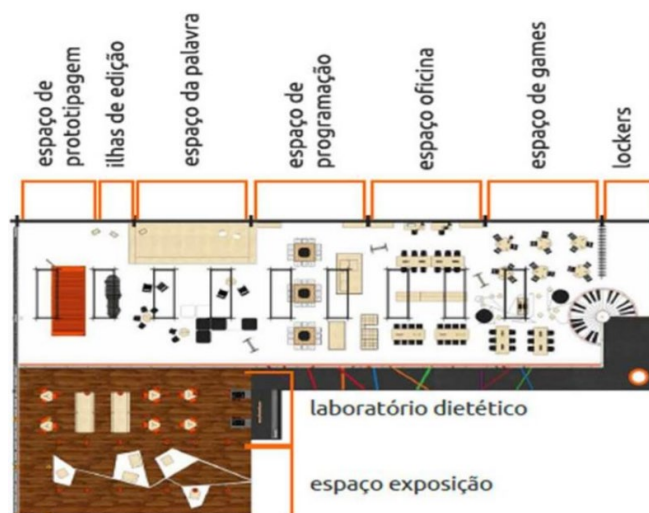 espaço de
prototipagem
ilhas de edição
espaço da palavra
espaço de
programação
espaço oficina
espaço de games
lockers
laboratório dietético
espaço exposição